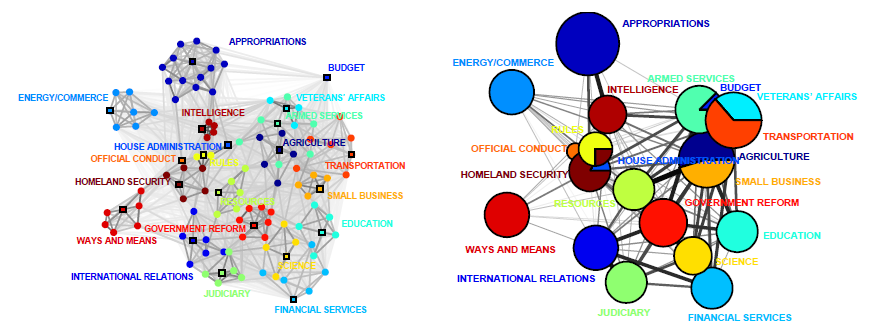 APPROPRIATIONS
BUDGET
ENERGY/COMMERCE
VETERANS' AFFAIRS
INTELLIGENCE
ARMED SERVICES
HOUSE ADMINISTRATION
AGRICULTURE
OFFICIAL CONDUCT
RULES
TRANSPORTATION
HOMELAND SECURITY
SMALL BUSINESS
RESOURCES
GOVERNMENT REFORM
EDUCATION
WAYS AND MEANS
SCIENCE
INTERNATIONAL RELATIONS
JUDICIARY
FINANCIAL SERVICES
APPROPRIATIONS
ENERGY/COMMERCE
ARMED SERVICES
INTELLIGENCE
BUDGET
VETERANS' AFFAIRS
RULES
TRANSPORTATION
OFFICIAL CONDUCT
AGRICULTURE
HOUSE ADMINISTRATION
HOMELAND SECURITY
SMALL BUSINESS
RESOURCES
GOVERNMENT REFORM
EDUCATION
WAYS AND MEANS
SCIENCE
INTERNATIONAL RELATIONS
JUDICIARY
FINANCIAL SERVICES